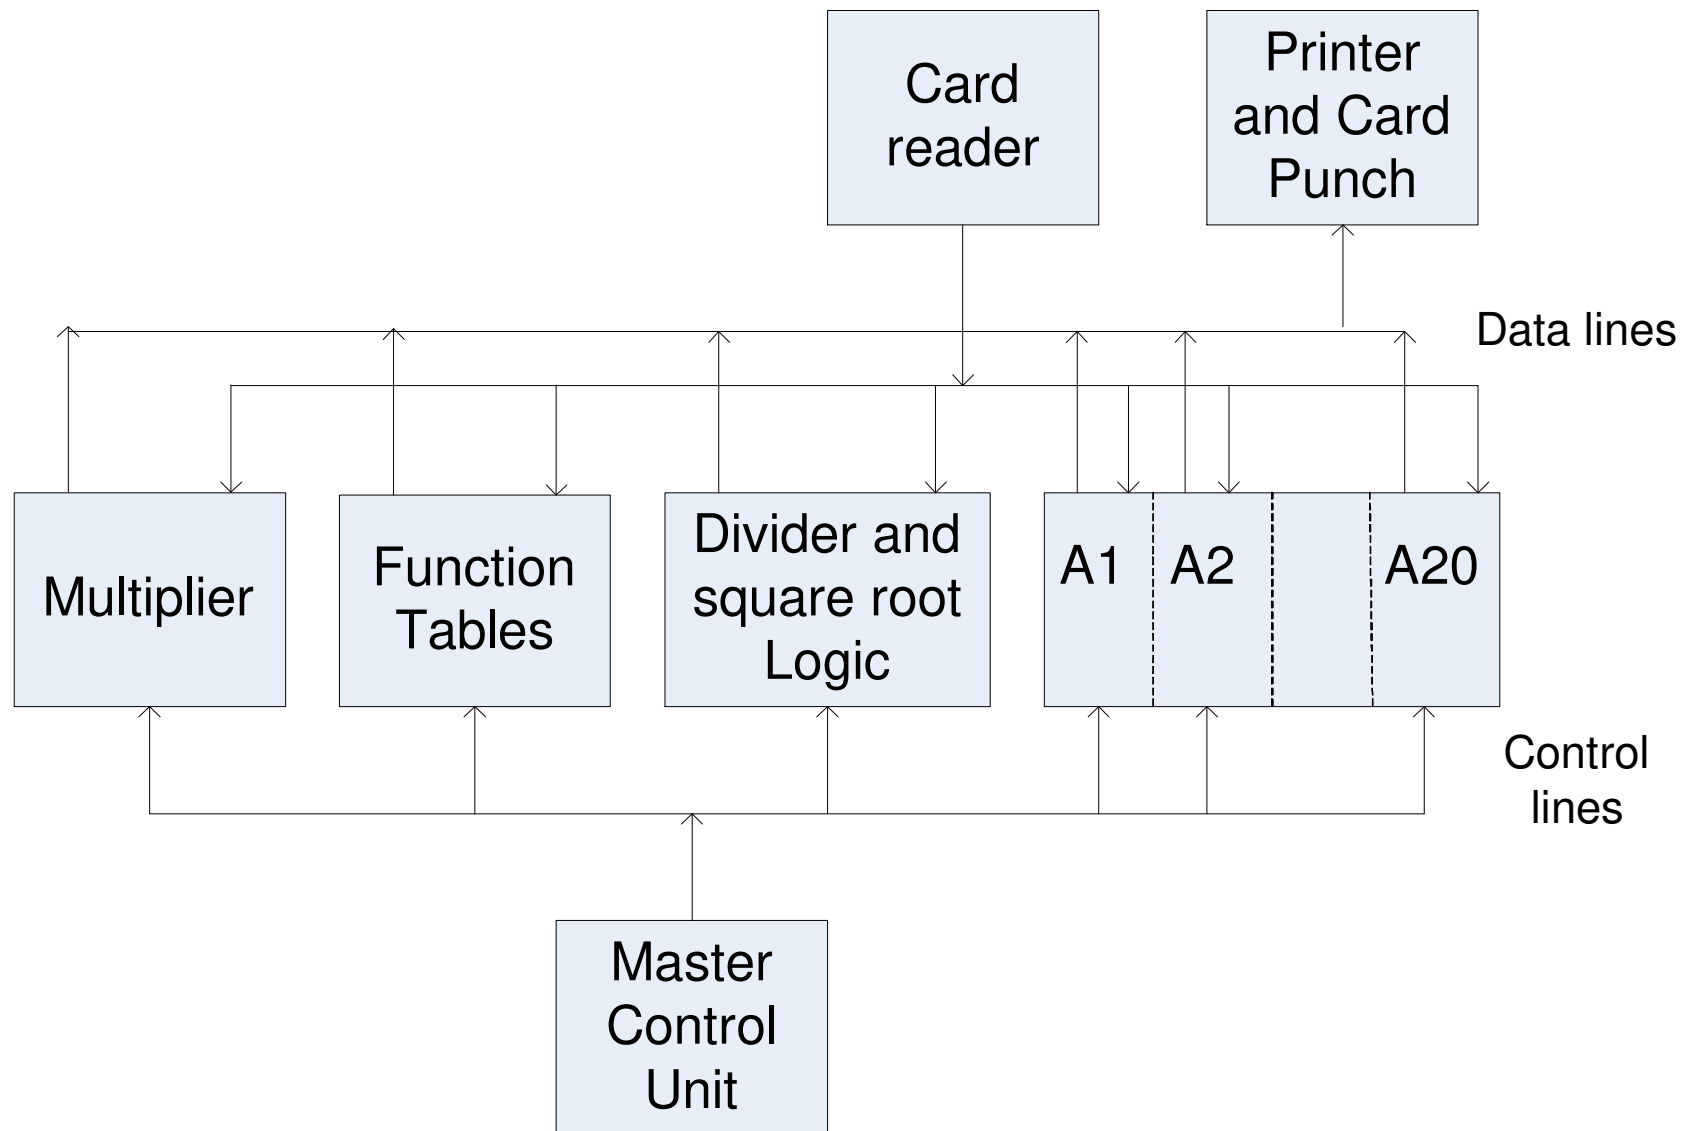 Card
reader
Printer
and Card
Punch
Data lines
Multiplier
Function
Tables
Divider and
square root
Logic
A1
A2
A20
Control
lines
Master
Control
Unit